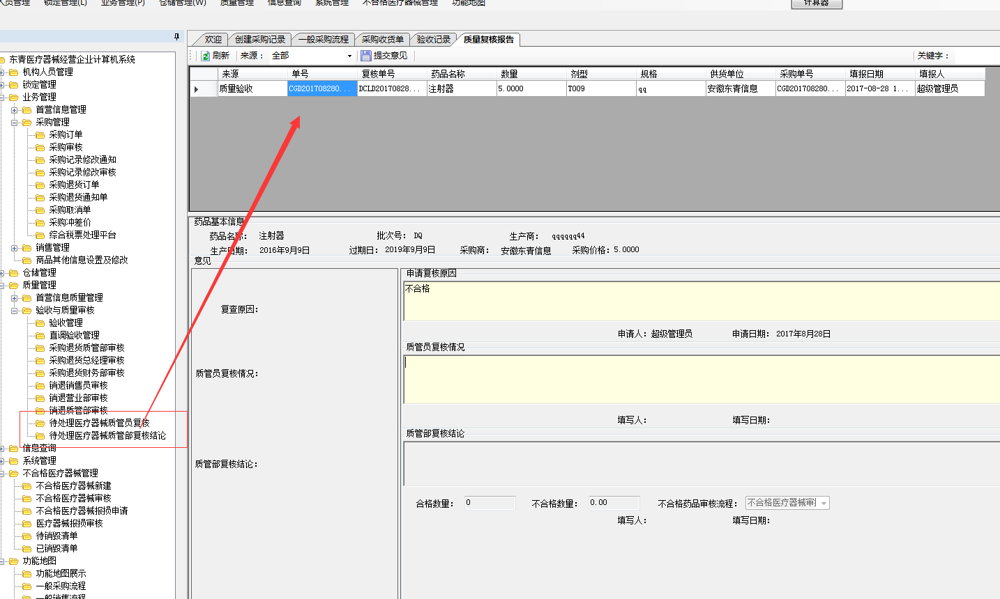 人员管理 锁定管理(L) 业务管理(P) 仓储管理(W) 质量管理 信息查询 系统管理 不合格医疗器械管理 功能地图 计算器
东青医疗器械经营企业计算机系统
机构人员管理
锁定管理
业务管理
首营信息管理
采购管理
采购订单
采购审核
采购记录修改通知
采购记录修改审核
采购退货订单
采购退货通知单
采购取消单
采购冲差价
综合税票处理平台
销售管理
商品其他信息设置及修改
仓储管理
质量管理
首营信息质量管理
验收与质量审核
验收管理
直调验收管理
采购退货质管部审核
采购退货总经理审核
采购退货财务部审核
销退销售员审核
销退营业部审核
销退质管部审核
待处理医疗器械质管员复核
待处理医疗器械质管部复核结论
信息查询
系统管理
不合格医疗器械管理
不合格医疗器械新建
不合格医疗器械审核
不合格医疗器械报损申请
医疗器械报损审核
待销毁清单
已销毁清单
功能地图
功能地图展示
一般采购流程
一般销售流程
欢迎 创建采购记录 一般采购流程 采购收货单 验收记录 质量复核报告
刷新 来源： 全部 提交意见 关键字：
来源 单号 复核单号 药品名称 数量 剂型 规格 供货单位 采购单号 填报日期 填报人
质量验收 CGD201708280... DCLD20170828... 注射器 5.0000 T009 qq 安徽东青信息 CGD201708280... 2017-08-28 1... 超级管理员
药品基本信息
药品名称： 注射器 批次号： DQ 生产商： qqqqqq44
生产日期： 2016年9月9日 过期日： 2019年9月9日 采购商： 安徽东青信息 采购价格： 5.0000
意见
申请复核原因
不合格
复查原因：
申请人： 超级管理员 申请日期： 2017年8月28日
质管员复核情况
质管员复核情况：
填写人： 填写日期：
质管部复核结论
质管部复核结论：
合格数量： 0 不合格数量： 0.00 不合格药品审核流程： 不合格医疗器械审
填写人： 填写日期：